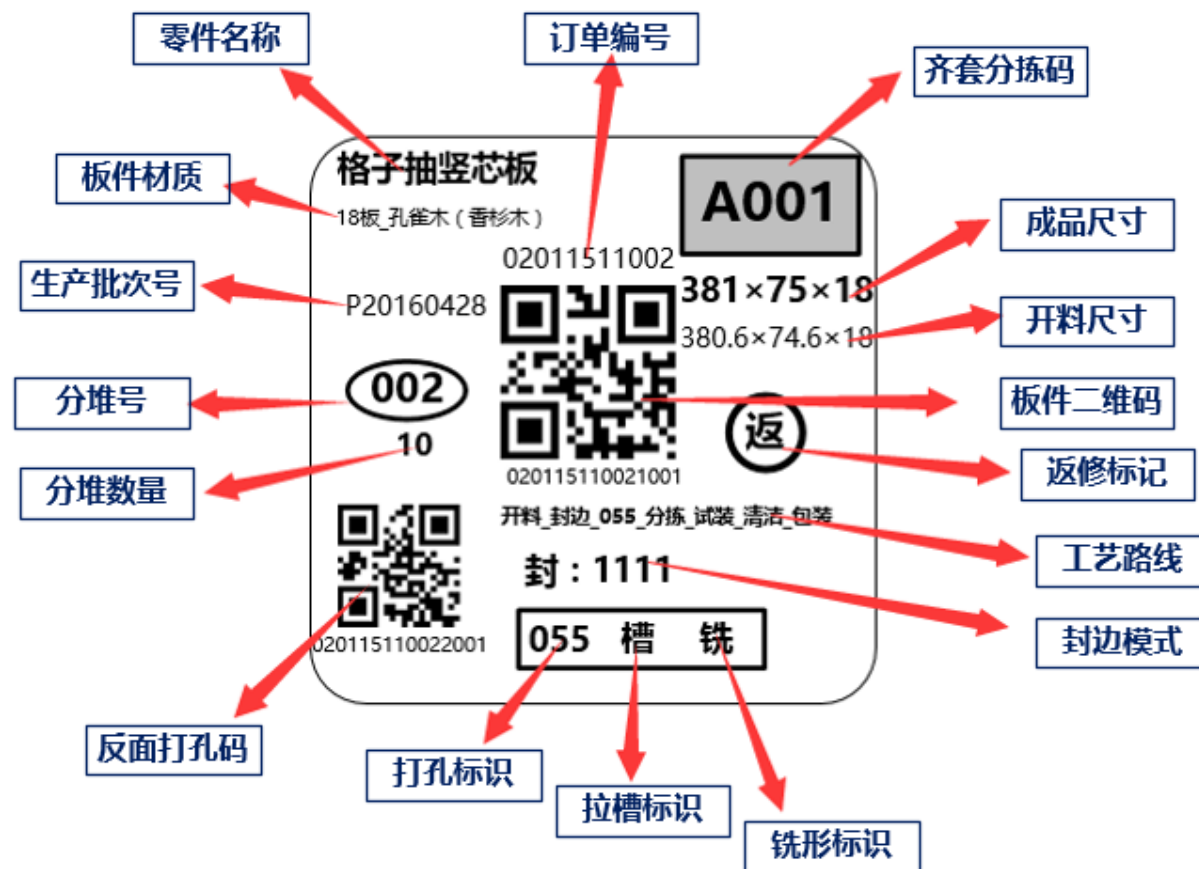 零件名称
订单编号
齐套分拣码
板件材质
格子抽竖芯板
18板_孔雀木（香杉木）
A001
成品尺寸
生产批次号
02011511002
P20160428
381×75×18
380.6×74.6×18
开料尺寸
分堆号
002
板件二维码
10
返
分堆数量
020115110021001
返修标记
开料_封边_055_分拣_试装_清洁_包装
工艺路线
封：1111
020115110022001
055 槽 铣
封边模式
反面打孔码
打孔标识
拉槽标识
铣形标识